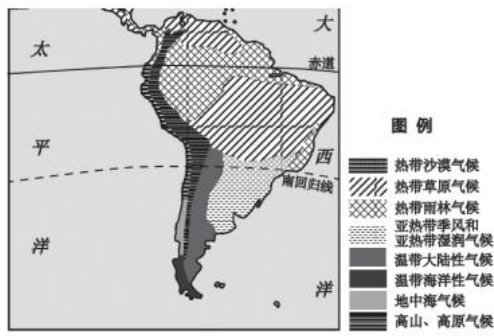 大
太
赤道
平
西
南回归线
洋
洋
图 例
热带沙漠气候
热带草原气候
热带雨林气候
亚热带季风和
亚热带湿润气候
温带大陆性气候
温带海洋性气候
地中海气候
高山、高原气候